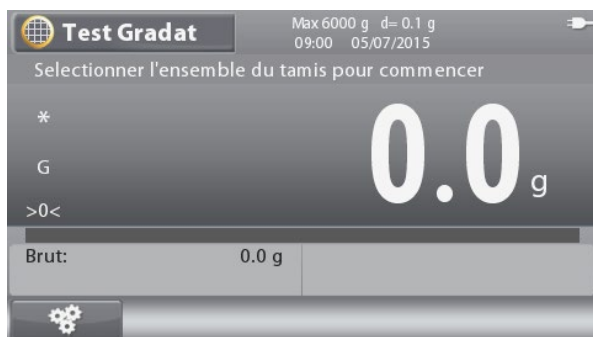 Test Gradat
Max 6000 g d= 0.1 g
09:00 05/07/2015
Selectionner l'ensemble du tamis pour commencer
*
0.0 g
G
>0<
Brut: 0.0 g